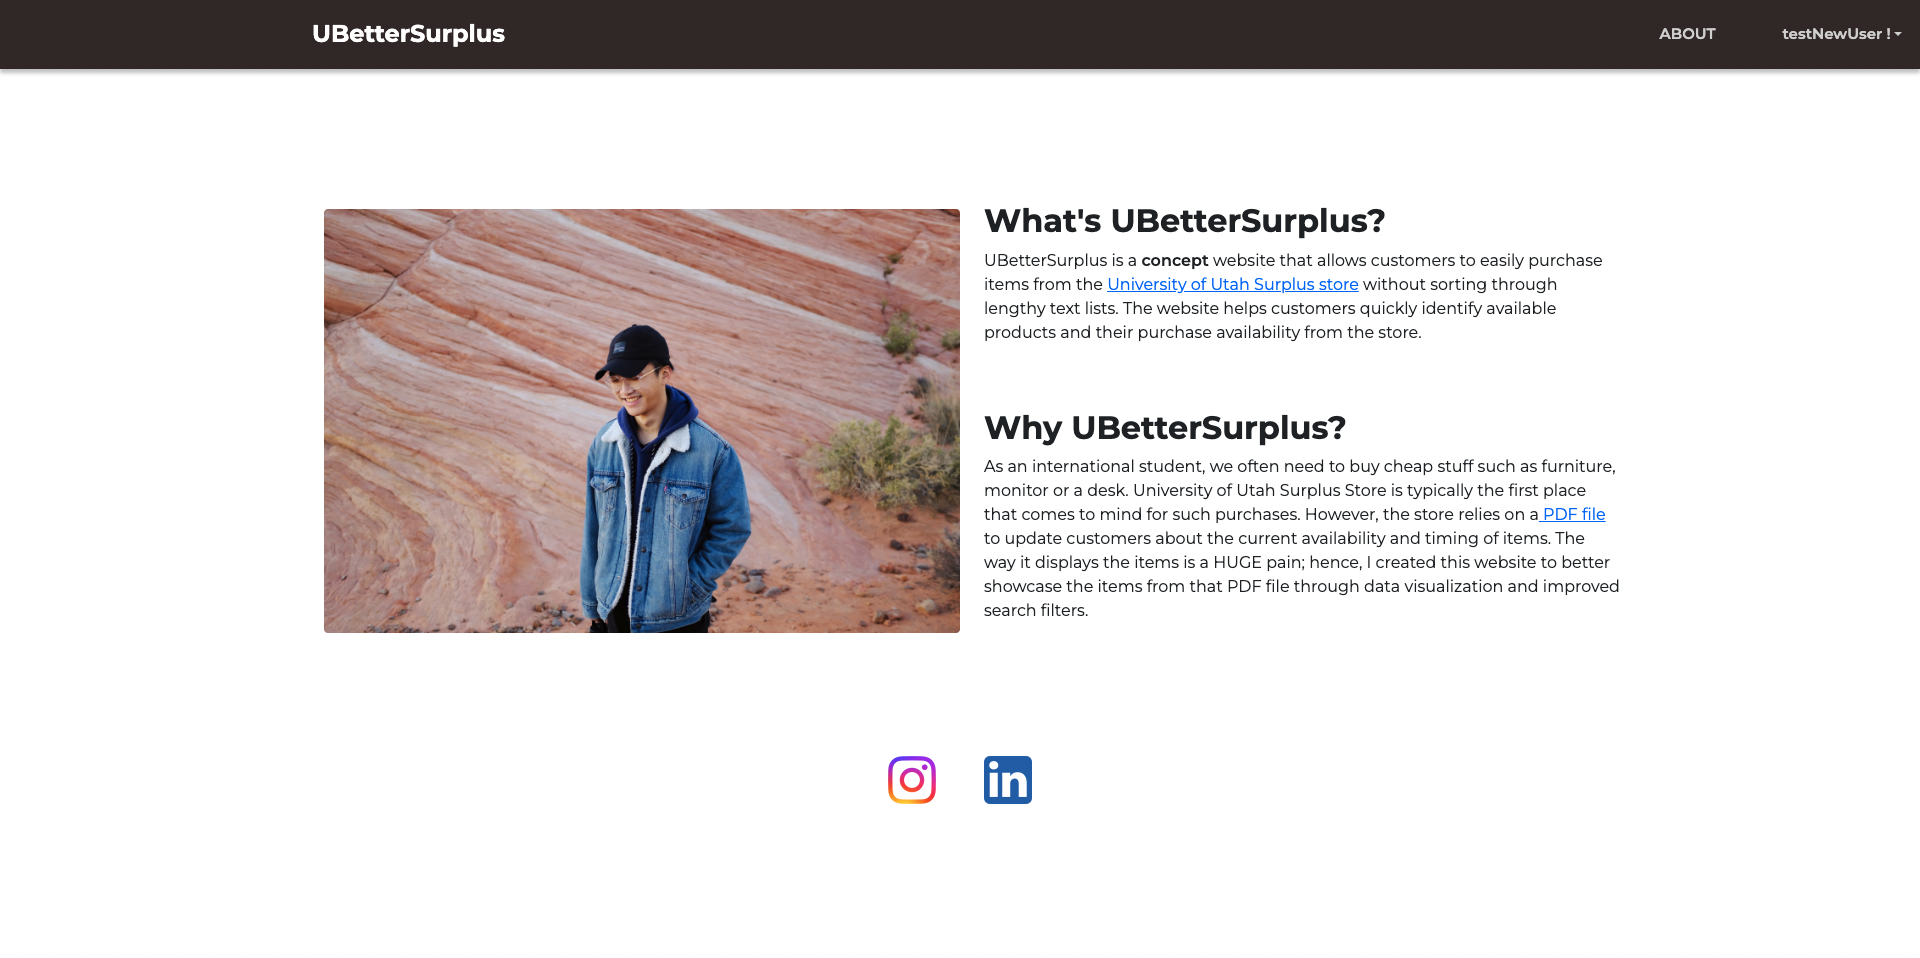 UBetterSurplus
ABOUT
testNewUser !
What's UBetterSurplus?
UBetterSurplus is a concept website that allows customers to easily purchase
items from the University of Utah Surplus store without sorting through
lengthy text lists. The website helps customers quickly identify available
products and their purchase availability from the store.
Why UBetterSurplus?
As an international student, we often need to buy cheap stuff such as furniture,
monitor or a desk. University of Utah Surplus Store is typically the first place
that comes to mind for such purchases. However, the store relies on a PDF file
to update customers about the current availability and timing of items. The
way it displays the items is a HUGE pain; hence, I created this website to better
showcase the items from that PDF file through data visualization and improved
search filters.
in